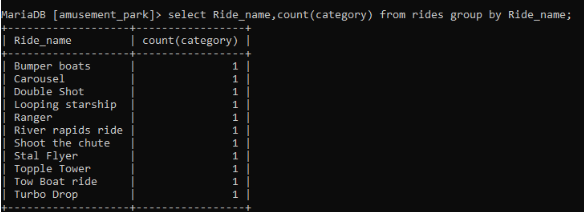 MariaDB [amusement_park]> select Ride_name,count(category) from rides group by Ride_name;
+-------------------+-----------------+
| Ride_name         | count(category) |
+-------------------+-----------------+
| Bumper boats      |               1 |
| Carousel          |               1 |
| Double Shot       |               1 |
| Looping starship  |               1 |
| Ranger            |               1 |
| River rapids ride |               1 |
| Shoot the chute   |               1 |
| Stal Flyer        |               1 |
| Topple Tower      |               1 |
| Tow Boat ride     |               1 |
| Turbo Drop        |               1 |
+-------------------+-----------------+